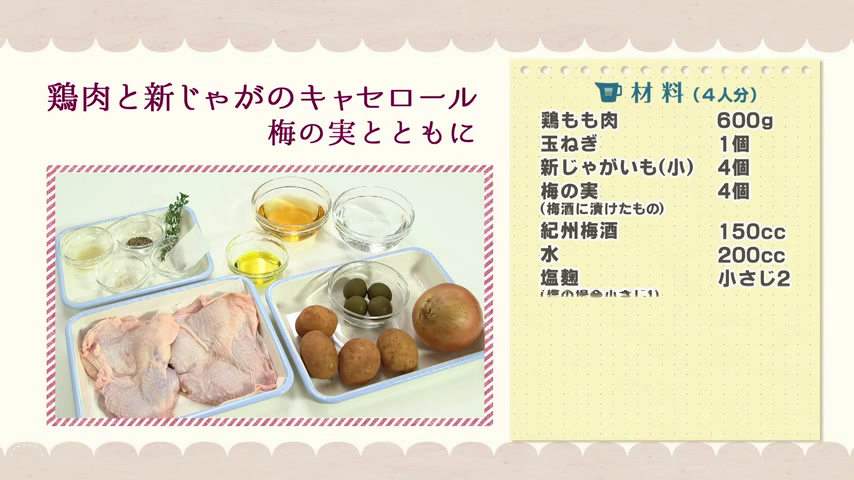 鶏肉と新じゃがのキャセロール
梅の実とともに
材料(4人分)
鶏もも肉 600g
玉ねぎ 1個
新じゃがいも(小) 4個
梅の実 4個
(梅酒に漬けたもの)
紀州梅酒 150cc
水 200cc
塩麹 小さじ2